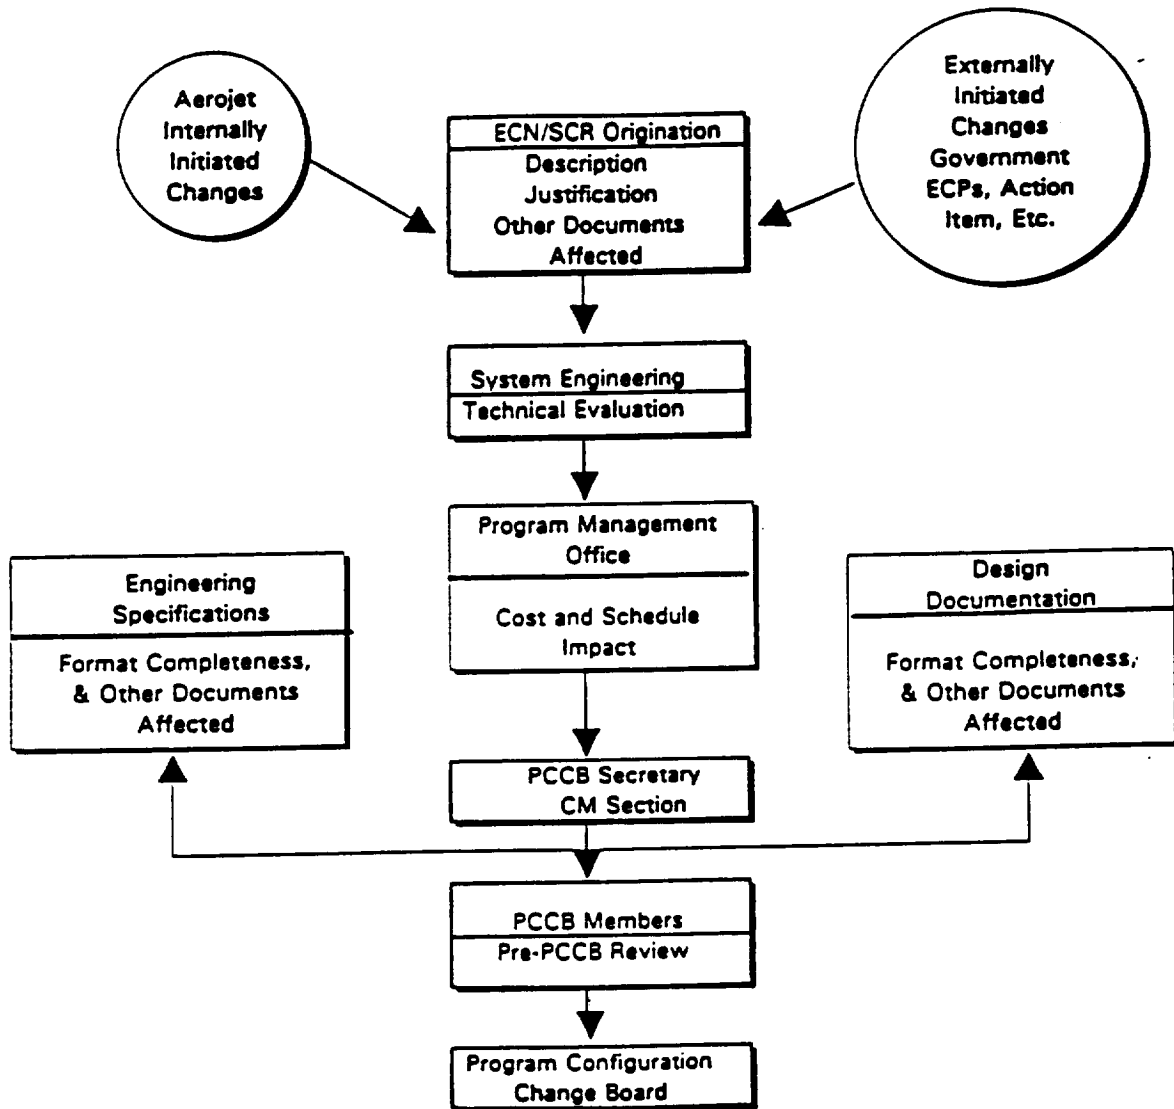 Aerojet
Internally
Initiated
Changes
ECN/SCR Origination
Description
Justification
Other Documents
Affected
Externally
Initiated
Changes
Government
ECPs, Action
Item, Etc.
System Engineering
Technical Evaluation
Program Management
Office
Cost and Schedule
Impact
Engineering
Specifications
Format Completeness,
& Other Documents
Affected
Design
Documentation
Format Completeness,
& Other Documents
Affected
PCCB Secretary
CM Section
PCCB Members
Pre-PCCB Review
Program Configuration
Change Board